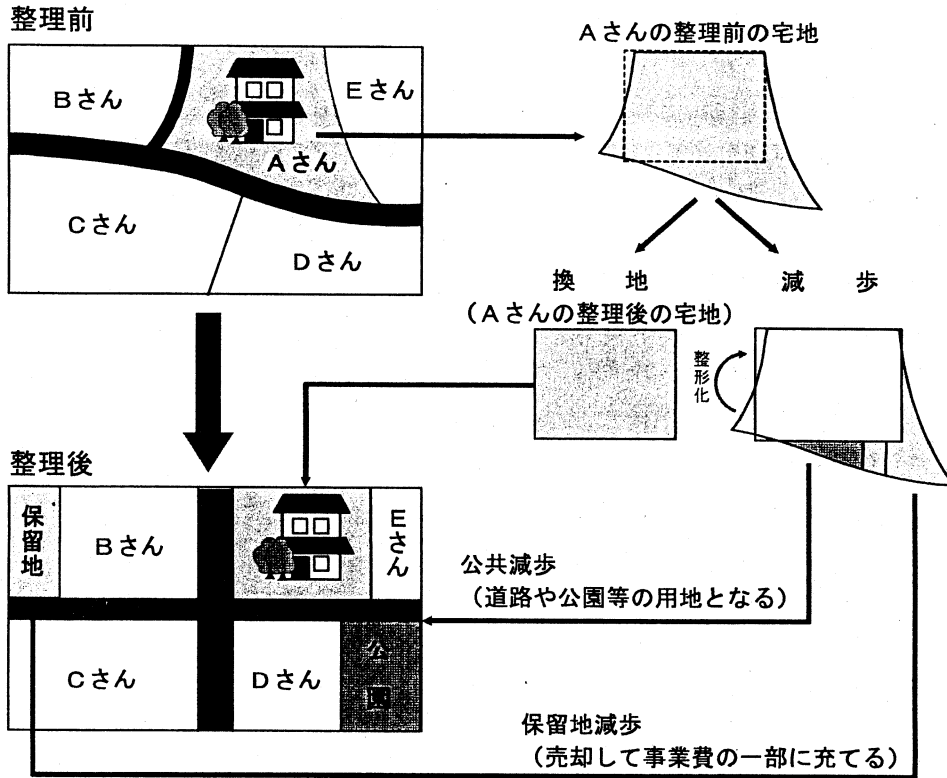 整理前
Bさん
Eさん
Aさん
Cさん
Dさん
Aさんの整理前の宅地
換 地
(Aさんの整理後の宅地)
減 歩
整形化
整理後
保留地
Bさん
Eさん
Cさん
Dさん
公園
公共減歩
(道路や公園等の用地となる)
保留地減歩
(売却して事業費の一部に充てる)